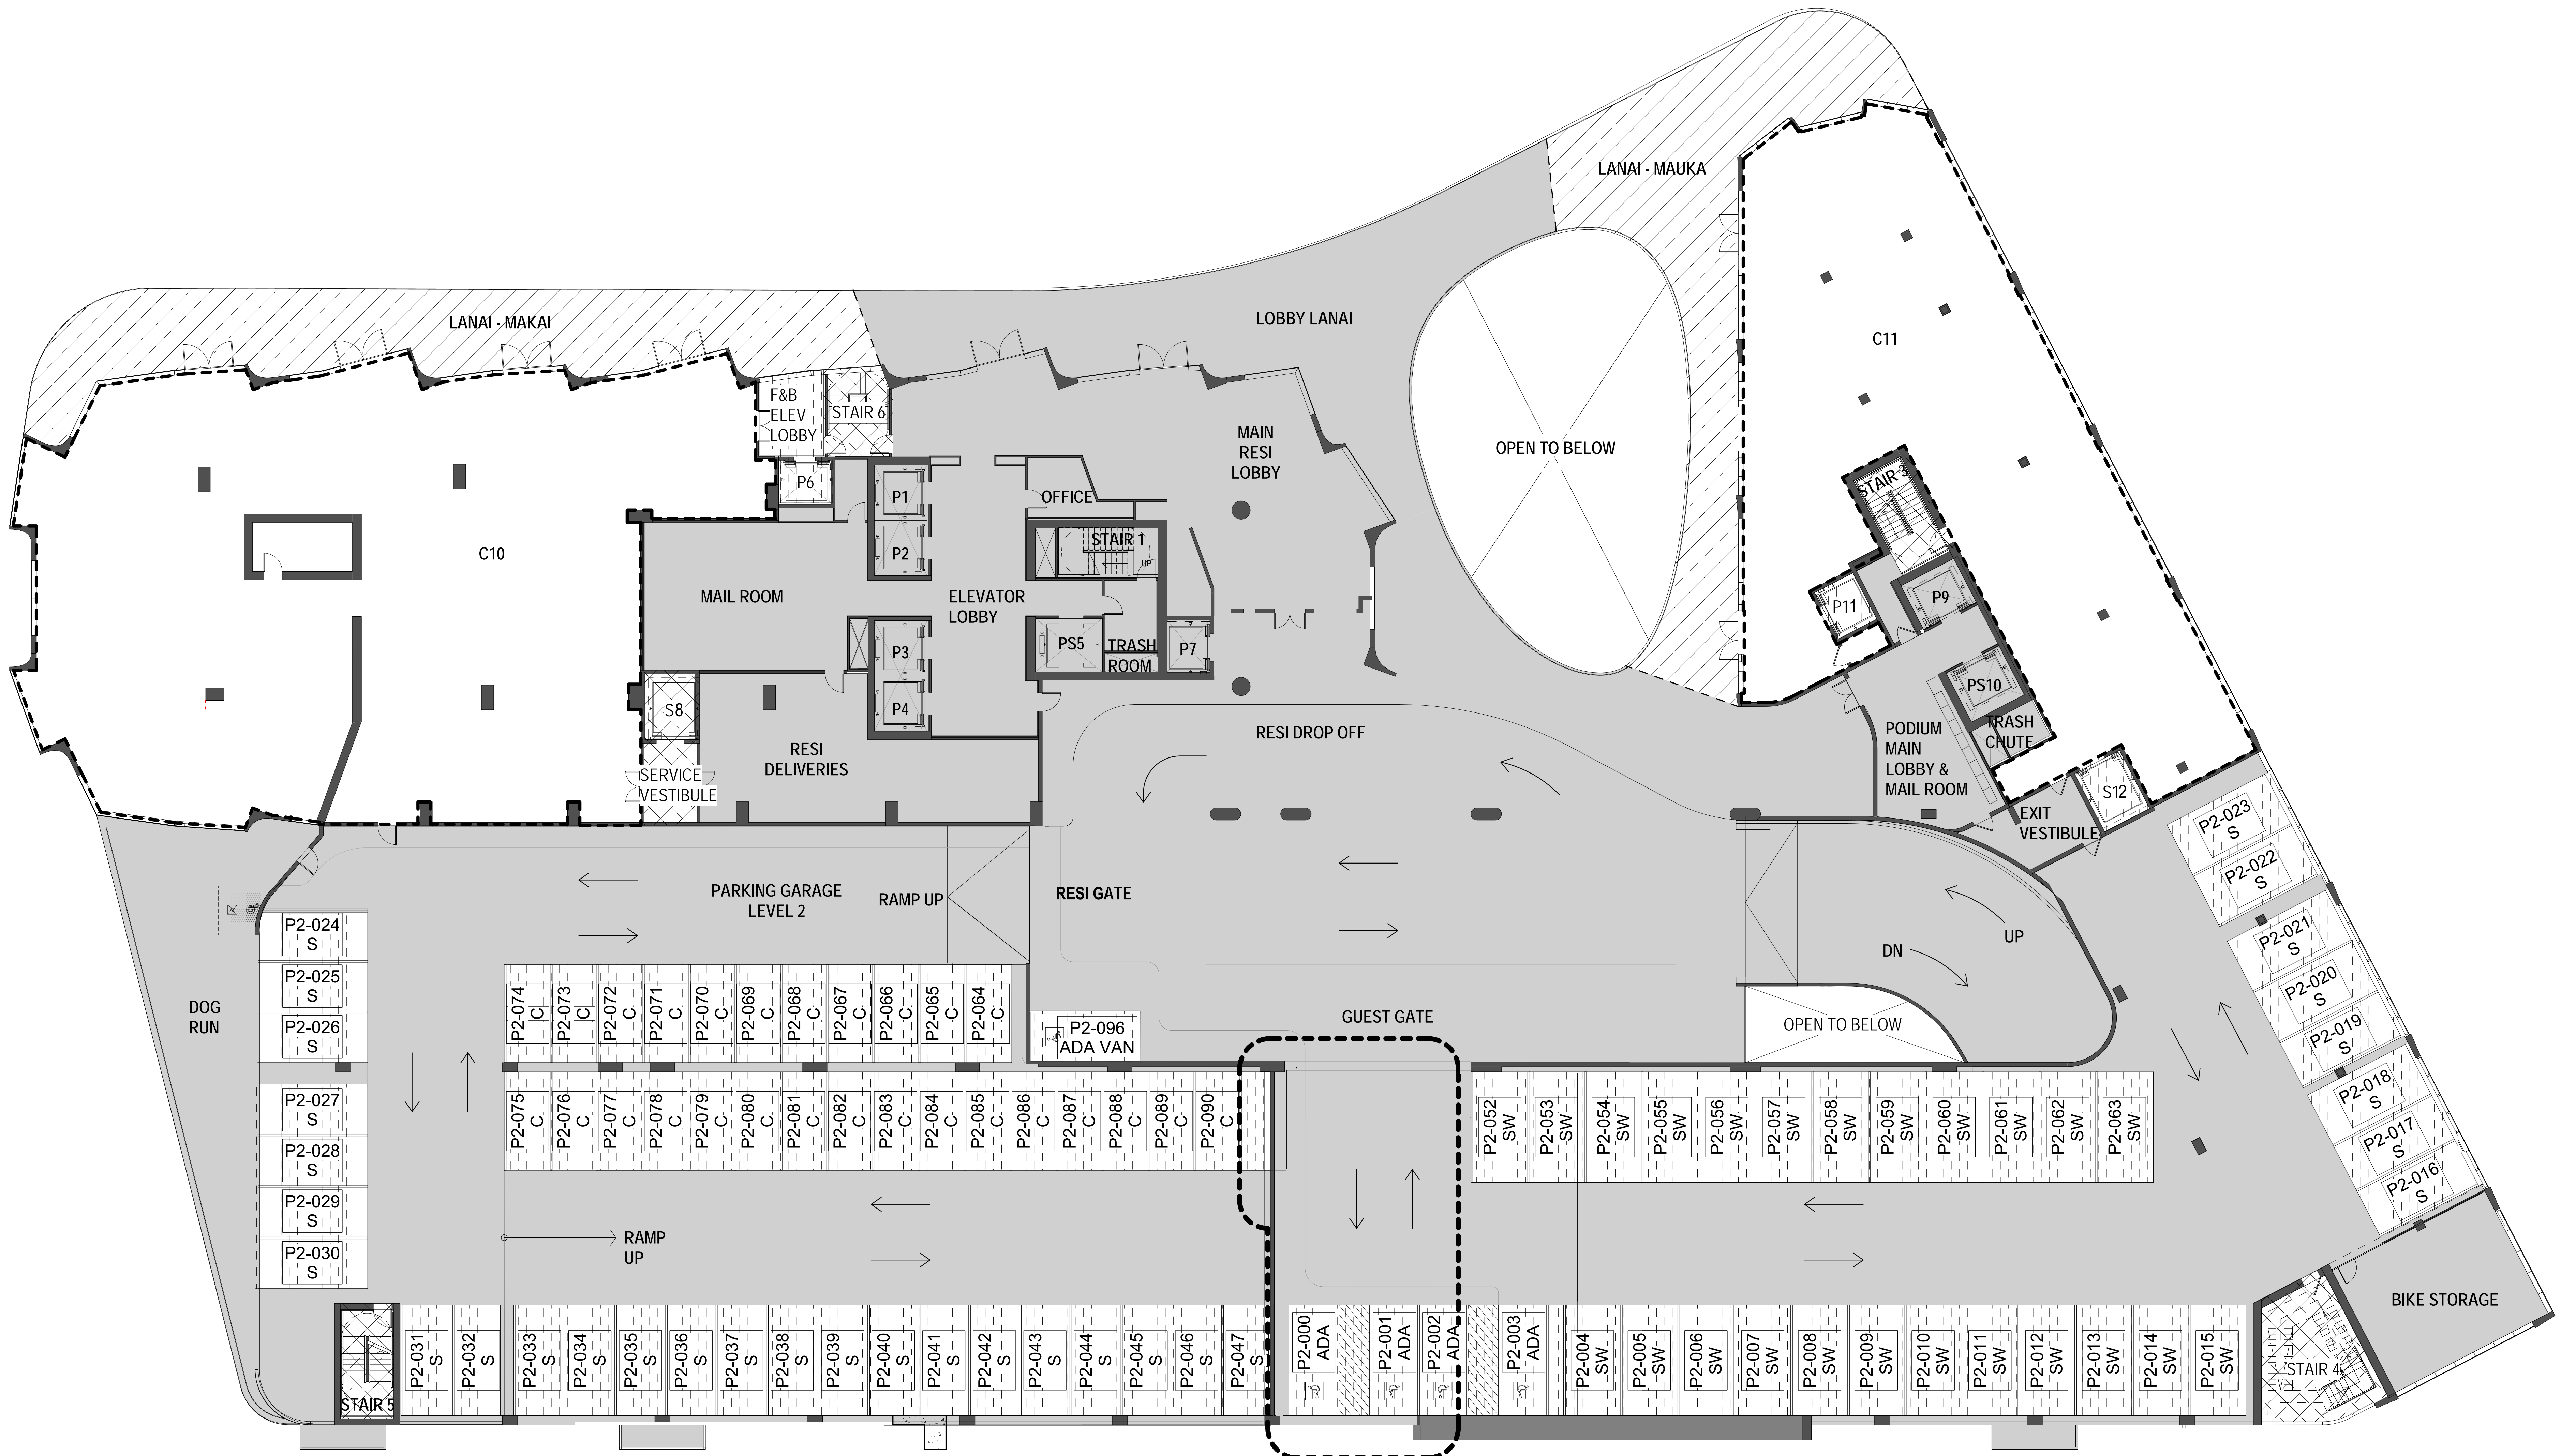 LANAI - MAUKA
LANAI - MAKAI
LOBBY LANAI
C11
F&B
ELEV
LOBBY
STAIR 6
MAIN
RESI
LOBBY
OPEN TO BELOW
P6
P1
OFFICE
STAIR 3
C10
P2
STAIR 1
UP
MAIL ROOM
ELEVATOR
LOBBY
P11
P9
P3
PS5
TRASH
ROOM
P7
PS10
S8
P4
RESI DROP OFF
PODIUM
MAIN
LOBBY &
MAIL ROOM
TRASH
CHUTE
RESI
DELIVERIES
SERVICE
VESTIBULE
S12
EXIT
VESTIBULE
P2-023
S
P2-022
S
PARKING GARAGE
LEVEL 2
RAMP UP
RESI GATE
UP
DN
P2-021
S
P2-020
S
P2-019
S
P2-018
S
P2-017
S
P2-016
S
P2-024
S
P2-025
S
P2-026
S
DOG
RUN
P2-074
C
P2-073
C
P2-072
C
P2-071
C
P2-070
C
P2-069
C
P2-068
C
P2-067
C
P2-066
C
P2-065
C
P2-064
C
P2-096
ADA VAN
GUEST GATE
OPEN TO BELOW
P2-027
S
P2-028
S
P2-029
S
P2-030
S
P2-075
C
P2-076
C
P2-077
C
P2-078
C
P2-079
C
P2-080
C
P2-081
C
P2-082
C
P2-083
C
P2-084
C
P2-085
C
P2-086
C
P2-087
C
P2-088
C
P2-089
C
P2-090
C
P2-052
SW
P2-053
SW
P2-054
SW
P2-055
SW
P2-056
SW
P2-057
SW
P2-058
SW
P2-059
SW
P2-060
SW
P2-061
SW
P2-062
SW
P2-063
SW
RAMP
UP
BIKE STORAGE
STAIR 5
P2-031
S
P2-032
S
P2-033
S
P2-034
S
P2-035
S
P2-036
S
P2-037
S
P2-038
S
P2-039
S
P2-040
S
P2-041
S
P2-042
S
P2-043
S
P2-044
S
P2-045
S
P2-046
S
P2-047
S
P2-000
ADA
P2-001
ADA
P2-002
ADA
P2-003
ADA
P2-004
SW
P2-005
SW
P2-006
SW
P2-007
SW
P2-008
SW
P2-009
SW
P2-010
SW
P2-011
SW
P2-012
SW
P2-013
SW
P2-014
SW
P2-015
SW
STAIR 4